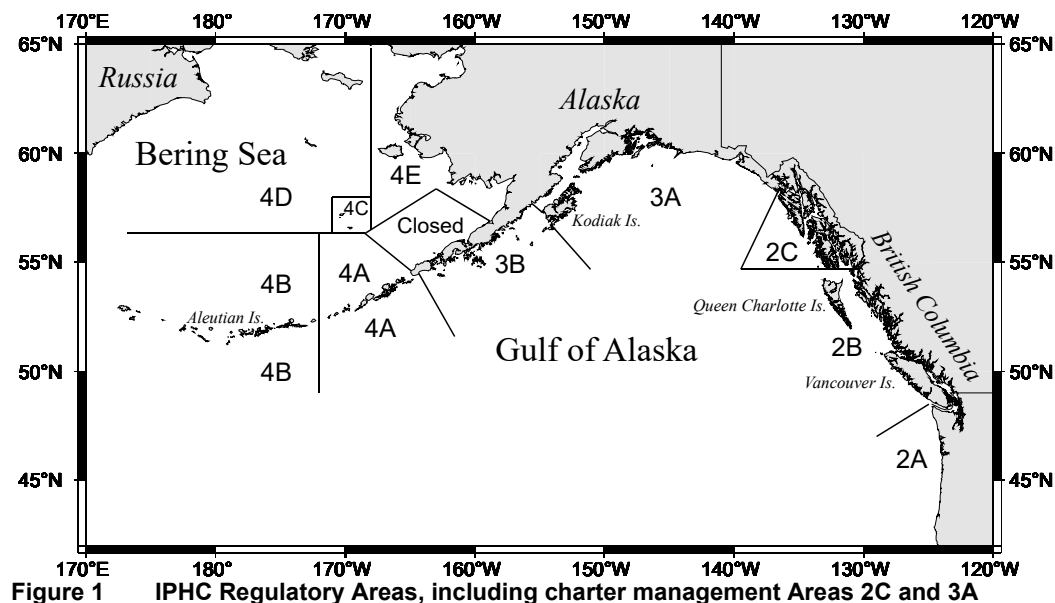 170°E 180° 170°W 160°W 150°W 140°W 130°W 120°W
65°N 65°N
Russia
Alaska
Bering Sea
60°N 60°N
4E
4D 4C 3A
Closed Kodiak Is.
British Columbia
2C
3B
55°N 55°N
4B 4A
Queen Charlotte Is.
Aleutian Is. 4A
2B
Gulf of Alaska
50°N 50°N
4B
Vancouver Is.
2A
45°N 45°N
170°E 180° 170°W 160°W 150°W 140°W 130°W 120°W
Figure 1 IPHC Regulatory Areas, including charter management Areas 2C and 3A